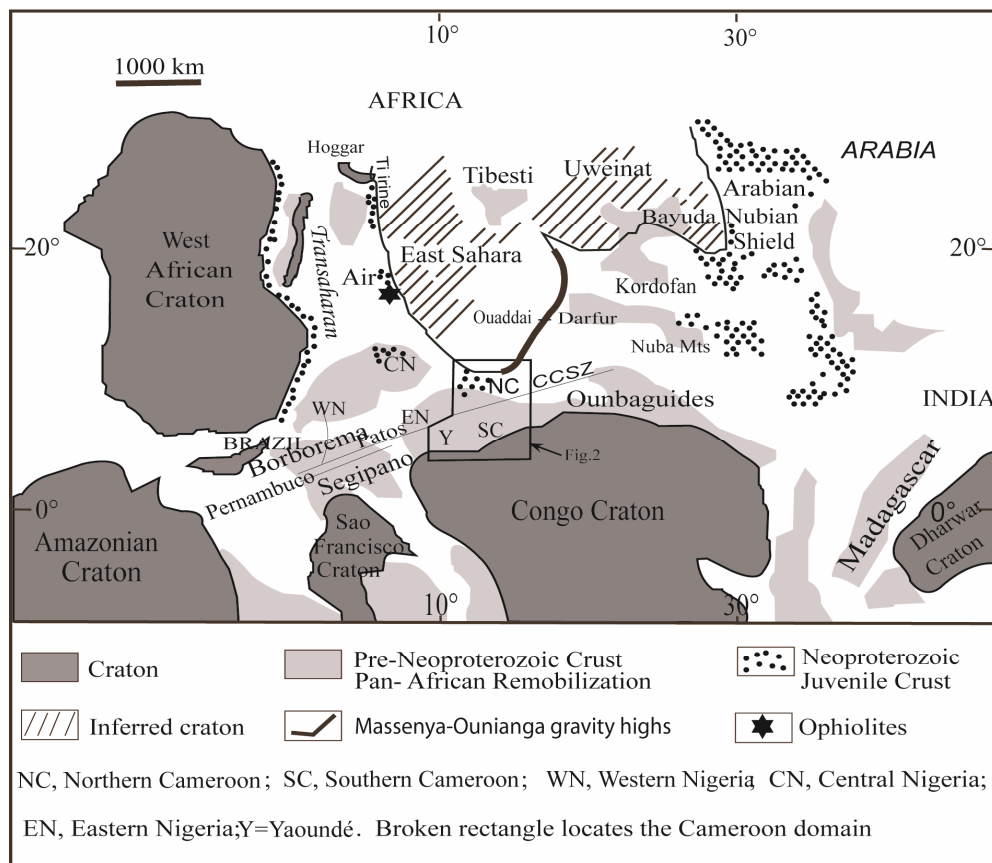 10°
30°
1000 km
AFRICA
ARABIA
Hoggar
Ti irine
Tibesti
Uweinat
Arabian
Bayuda Nubian
Shield
20°
West
African
Craton
Transaharan
East Sahara
Air
20°
Kordofan
Ouaddai
Darfur
Nuba Mts
CN
NC
CCSZ
Ounbaguides
INDIA
WN
EN
Y
SC
BRAZIL
Borborema
Patos
Fig.2
Pernambuco
Segipano
0°
Amazonian
Craton
Sao
Francisco
Craton
Congo Craton
Madagascar
0°
Dharwar
Craton
10°
30°
Craton
Pre-Neoproterozoic Crust
Pan- African Remobilization
Neoproterozoic
Juvenile Crust
Inferred craton
Massenya-Ounianga gravity highs
Ophiolites
NC, Northern Cameroon; SC, Southern Cameroon; WN, Western Nigeria, CN, Central Nigeria;
EN, Eastern Nigeria;Y=Yaoundé. Broken rectangle locates the Cameroon domain